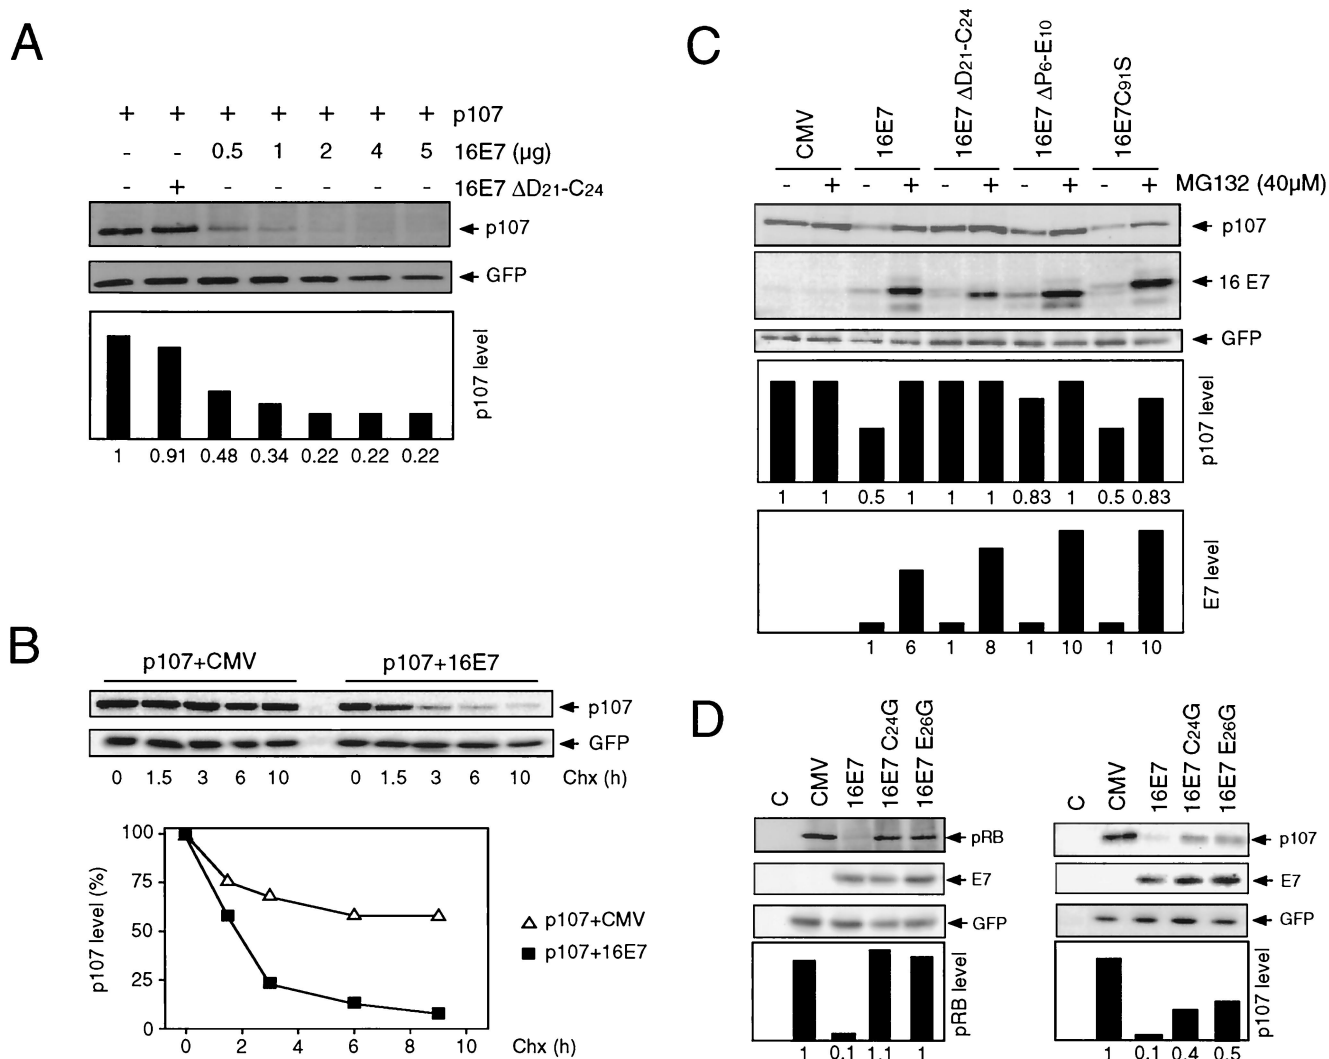 A
+ + + + + + + p107
- - 0.5 1 2 4 5 16E7 (µg)
- + - - - - - 16E7 ΔD21-C24
p107
GFP
p107 level
1 0.91 0.48 0.34 0.22 0.22 0.22
B
p107+CMV p107+16E7
p107
GFP
0 1.5 3 6 10 0 1.5 3 6 10 Chx (h)
p107 level (%)
100
75
50
25
0
0 2 4 6 8 10 Chx (h)
p107+CMV
p107+16E7
C
CMV 16E7 16E7 ΔD21-C24 16E7 ΔP6-E10 16E7C91S
- + - + - + - + - + MG132 (40µM)
p107
16 E7
GFP
p107 level
1 1 0.5 1 1 1 0.83 1 0.5 0.83
E7 level
1 6 1 8 1 10 1 10
D
C CMV 16E7 16E7 C24G 16E7 E26G
pRB
E7
GFP
pRB level
1 0.1 1.1 1
C CMV 16E7 16E7 C24G 16E7 E26G
p107
E7
GFP
p107 level
1 0.1 0.4 0.5